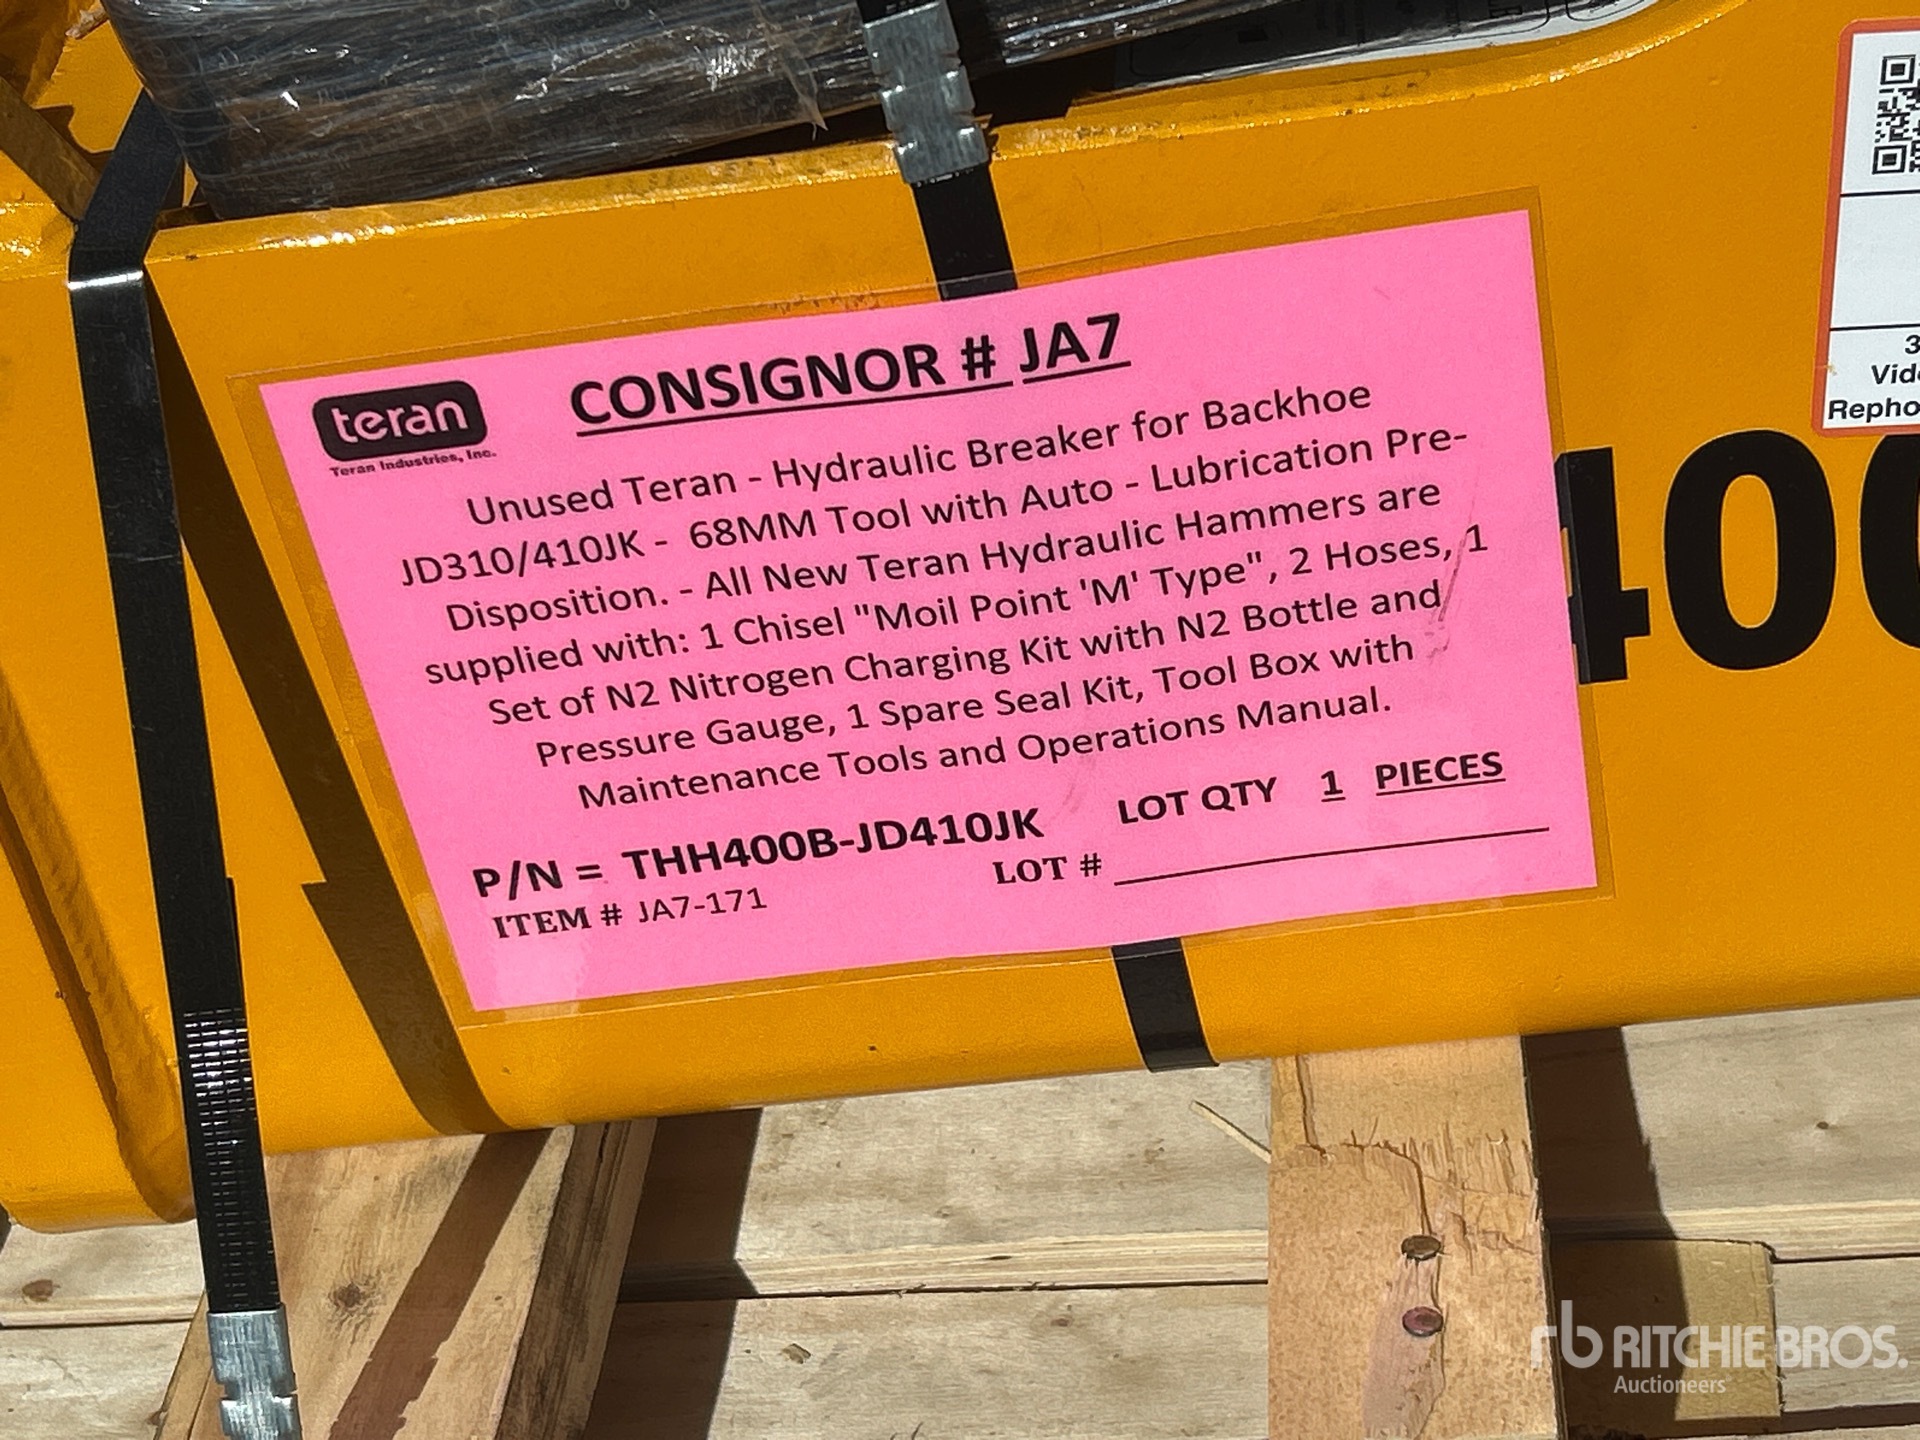 teran
Teran Industries, Inc.
CONSIGNOR # JA7
Unused Teran - Hydraulic Breaker for Backhoe
JD310/410JK - 68MM Tool with Auto - Lubrication Pre-
Disposition. - All New Teran Hydraulic Hammers are
supplied with: 1 Chisel "Moil Point 'M' Type", 2 Hoses, 1
Set of N2 Nitrogen Charging Kit with N2 Bottle and
Pressure Gauge, 1 Spare Seal Kit, Tool Box with
Maintenance Tools and Operations Manual.
P/N = THH400B-JD410JK LOT QTY 1 PIECES
ITEM # JA7-171 LOT #
400
3
Vid
Repho
rb RITCHIE BROS.
Auctioneers